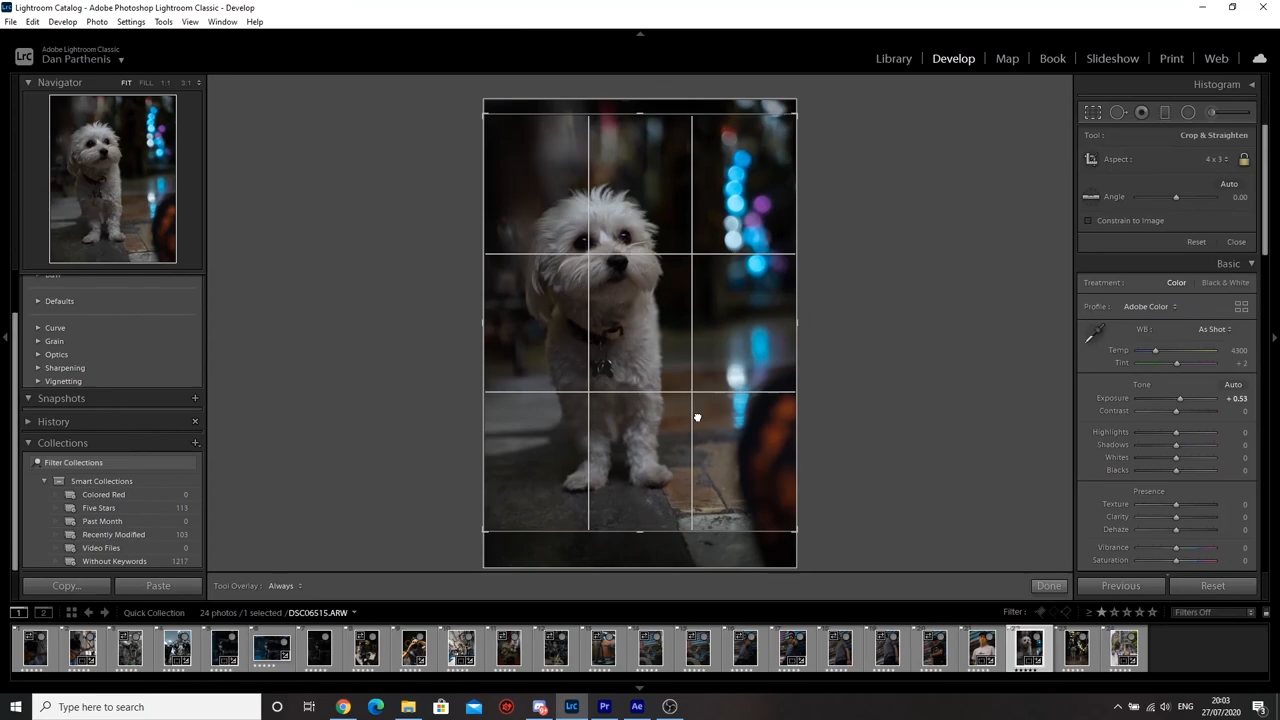 Lightroom Catalog - Adobe Photoshop Lightroom Classic - Develop
File Edit Develop Photo Settings Tools View Window Help
Lrc
Adobe Lightroom Classic
Dan Parthenis
Library Develop Map Book Slideshow Print Web
Navigator FIT FILL 1:1 3:1
Defaults
Curve
Grain
Optics
Sharpening
Vignetting
Snapshots +
History ×
Collections +
Filter Collections
Smart Collections
Colored Red 0
Five Stars 113
Past Month 0
Recently Modified 103
Video Files 0
Without Keywords 1217
Copy... Paste
Tool Overlay : Always
Done
Histogram
Tool : Crop & Straighten
Aspect : 4 x 3
Auto
Angle 0.00
Constrain to Image
Reset Close
Basic
Treatment : Color Black & White
Profile : Adobe Color
WB : As Shot
Temp 4300
Tint + 2
Tone Auto
Exposure + 0.53
Contrast 0
Highlights 0
Shadows 0
Whites 0
Blacks 0
Presence
Texture 0
Clarity 0
Dehaze 0
Vibrance 0
Saturation 0
Previous Reset
1 2 Quick Collection 24 photos / 1 selected / DSC06515.ARW Filter : ≥ ★ Filters Off
Type here to search
Lrc Pr Ae
ENG
20:03
27/07/2020